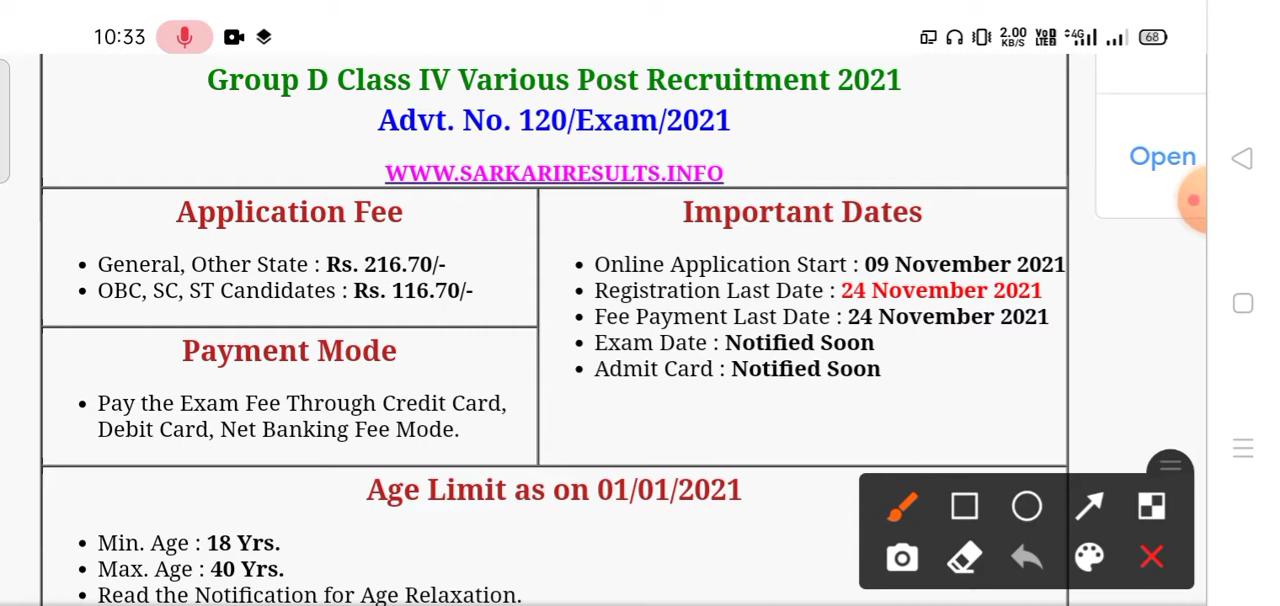 10:33
2.00
KB/S
VoD
LTED
4G
68
Group D Class IV Various Post Recruitment 2021
Advt. No. 120/Exam/2021
WWW.SARKARIRESULTS.INFO
Open
Application Fee
• General, Other State : Rs. 216.70/-
• OBC, SC, ST Candidates : Rs. 116.70/-
Payment Mode
• Pay the Exam Fee Through Credit Card,
Debit Card, Net Banking Fee Mode.
Important Dates
• Online Application Start : 09 November 2021
• Registration Last Date : 24 November 2021
• Fee Payment Last Date : 24 November 2021
• Exam Date : Notified Soon
• Admit Card : Notified Soon
Age Limit as on 01/01/2021
• Min. Age : 18 Yrs.
• Max. Age : 40 Yrs.
• Read the Notification for Age Relaxation.